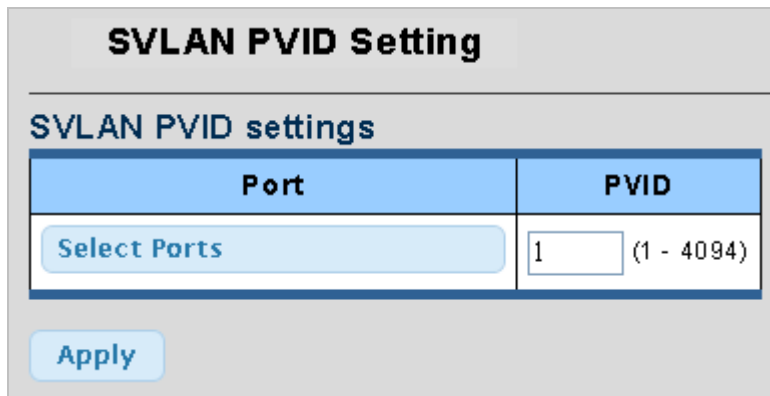 SVLAN PVID Setting
SVLAN PVID settings
Port PVID
Select Ports 1 (1 - 4094)
Apply